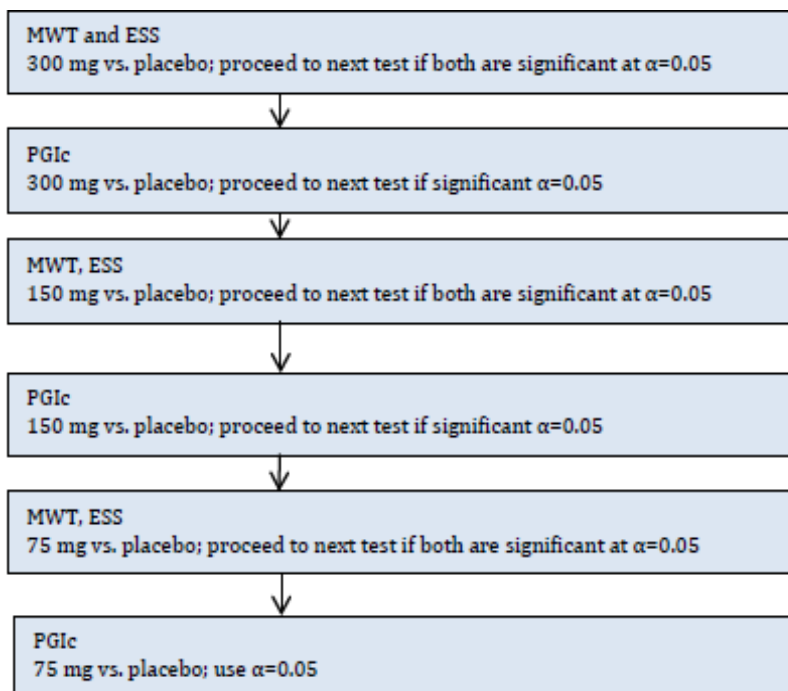 MWT and ESS
300 mg vs. placebo; proceed to next test if both are significant at α=0.05
PGIc
300 mg vs. placebo; proceed to next test if significant α=0.05
MWT, ESS
150 mg vs. placebo; proceed to next test if both are significant at α=0.05
PGIc
150 mg vs. placebo; proceed to next test if significant α=0.05
MWT, ESS
75 mg vs. placebo; proceed to next test if both are significant at α=0.05
PGIc
75 mg vs. placebo; use α=0.05